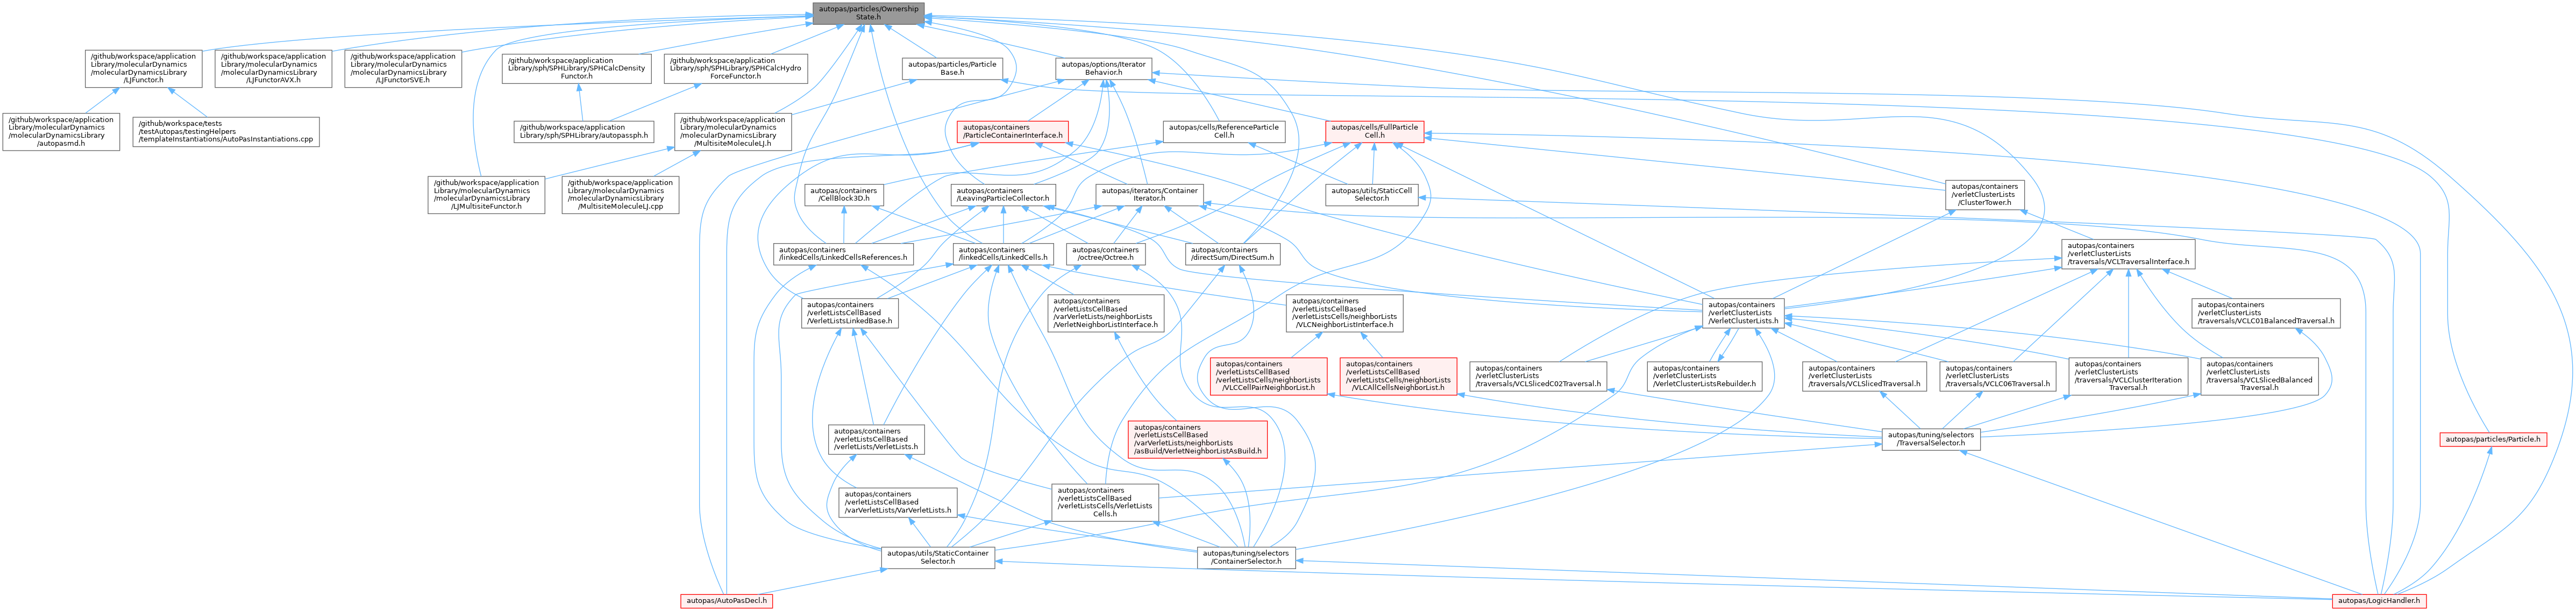 autopas/particles/Ownership
State.h
/github/workspace/application
Library/molecularDynamics
/molecularDynamicsLibrary
/LJFunctor.h
/github/workspace/application
Library/molecularDynamics
/molecularDynamicsLibrary
/LJFunctorAVX.h
/github/workspace/application
Library/molecularDynamics
/molecularDynamicsLibrary
/LJFunctorSVE.h
/github/workspace/application
Library/sph/SPHLibrary/SPHCalcDensity
Functor.h
/github/workspace/application
Library/sph/SPHLibrary/SPHCalcHydro
ForceFunctor.h
autopas/particles/Particle
Base.h
autopas/options/Iterator
Behavior.h
/github/workspace/application
Library/molecularDynamics
/molecularDynamicsLibrary
/autopasmd.h
/github/workspace/tests
/testAutopas/testingHelpers
/templateInstantiations/AutoPasInstantiations.cpp
/github/workspace/application
Library/sph/SPHLibrary/autopassph.h
/github/workspace/application
Library/molecularDynamics
/molecularDynamicsLibrary
/MultisiteMoleculeLJ.h
autopas/containers
/ParticleContainerInterface.h
autopas/cells/ReferenceParticle
Cell.h
autopas/cells/FullParticle
Cell.h
/github/workspace/application
Library/molecularDynamics
/molecularDynamicsLibrary
/LJMultisiteFunctor.h
/github/workspace/application
Library/molecularDynamics
/molecularDynamicsLibrary
/MultisiteMoleculeLJ.cpp
autopas/containers
/CellBlock3D.h
autopas/containers
/LeavingParticleCollector.h
autopas/iterators/Container
Iterator.h
autopas/utils/StaticCell
Selector.h
autopas/containers
/verletClusterLists
/ClusterTower.h
autopas/containers
/linkedCells/LinkedCellsReferences.h
autopas/containers
/linkedCells/LinkedCells.h
autopas/containers
/octree/Octree.h
autopas/containers
/directSum/DirectSum.h
autopas/containers
/verletClusterLists
/traversals/VCLTraversalInterface.h
autopas/containers
/verletListsCellBased
/VerletListsLinkedBase.h
autopas/containers
/verletListsCellBased
/varVerletLists/neighborLists
/VerletNeighborListInterface.h
autopas/containers
/verletListsCellBased
/verletListsCells/neighborLists
/VLCNeighborListInterface.h
autopas/containers
/verletClusterLists
/VerletClusterLists.h
autopas/containers
/verletClusterLists
/traversals/VCLC01BalancedTraversal.h
autopas/containers
/verletListsCellBased
/verletListsCells/neighborLists
/VLCCellPairNeighborList.h
autopas/containers
/verletListsCellBased
/verletListsCells/neighborLists
/VLCAllCellsNeighborList.h
autopas/containers
/verletClusterLists
/traversals/VCLSlicedC02Traversal.h
autopas/containers
/verletClusterLists
/VerletClusterListsRebuilder.h
autopas/containers
/verletClusterLists
/traversals/VCLSlicedTraversal.h
autopas/containers
/verletClusterLists
/traversals/VCLC06Traversal.h
autopas/containers
/verletClusterLists
/traversals/VCLClusterIteration
Traversal.h
autopas/containers
/verletClusterLists
/traversals/VCLSlicedBalanced
Traversal.h
autopas/containers
/verletListsCellBased
/verletLists/VerletLists.h
autopas/containers
/verletListsCellBased
/varVerletLists/neighborLists
/asBuild/VerletNeighborListAsBuild.h
autopas/tuning/selectors
/TraversalSelector.h
autopas/particles/Particle.h
autopas/containers
/verletListsCellBased
/varVerletLists/VarVerletLists.h
autopas/containers
/verletListsCellBased
/verletListsCells/VerletLists
Cells.h
autopas/utils/StaticContainer
Selector.h
autopas/tuning/selectors
/ContainerSelector.h
autopas/AutoPasDecl.h
autopas/LogicHandler.h